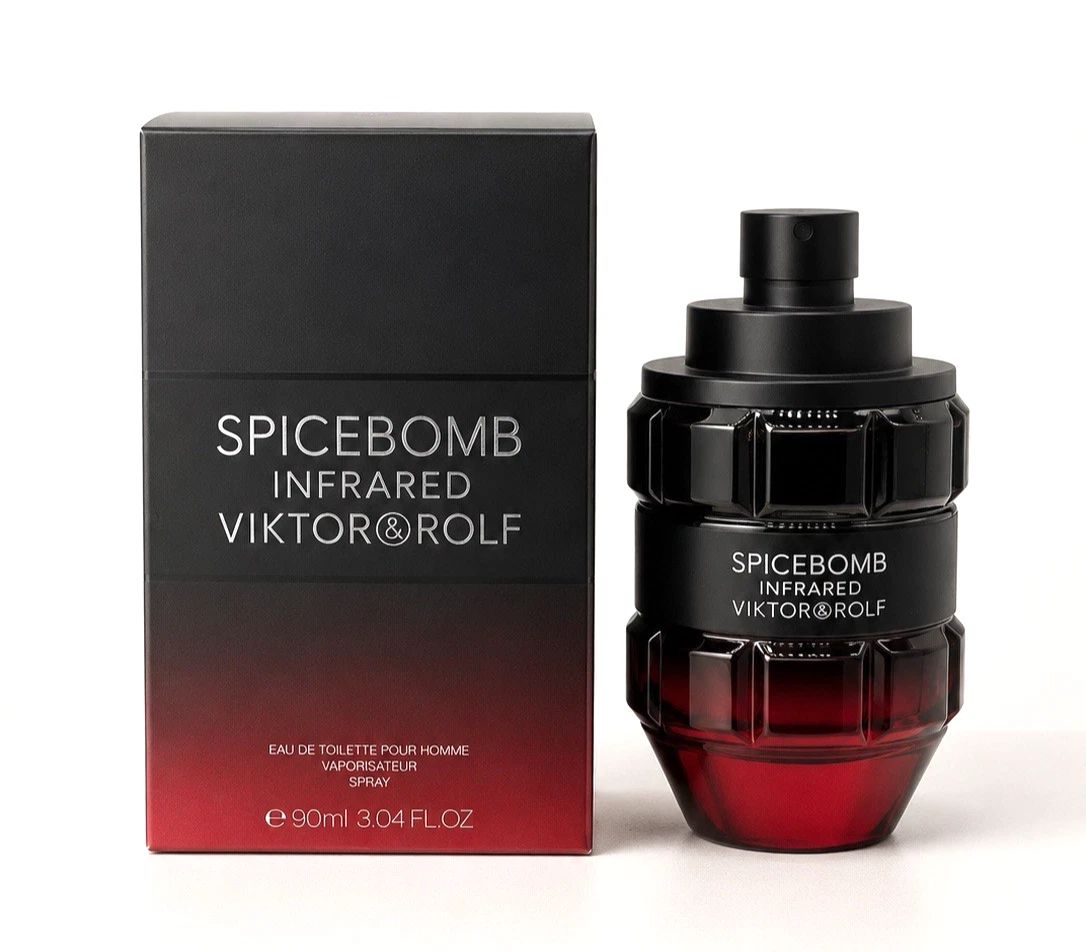 SPICEBOMB
INFRARED
VIKTOR&ROLF
EAU DE TOILETTE POUR HOMME
VAPORISATEUR
SPRAY
℮ 90ml 3.04 FL.OZ
SPICEBOMB
INFRARED
VIKTOR&ROLF